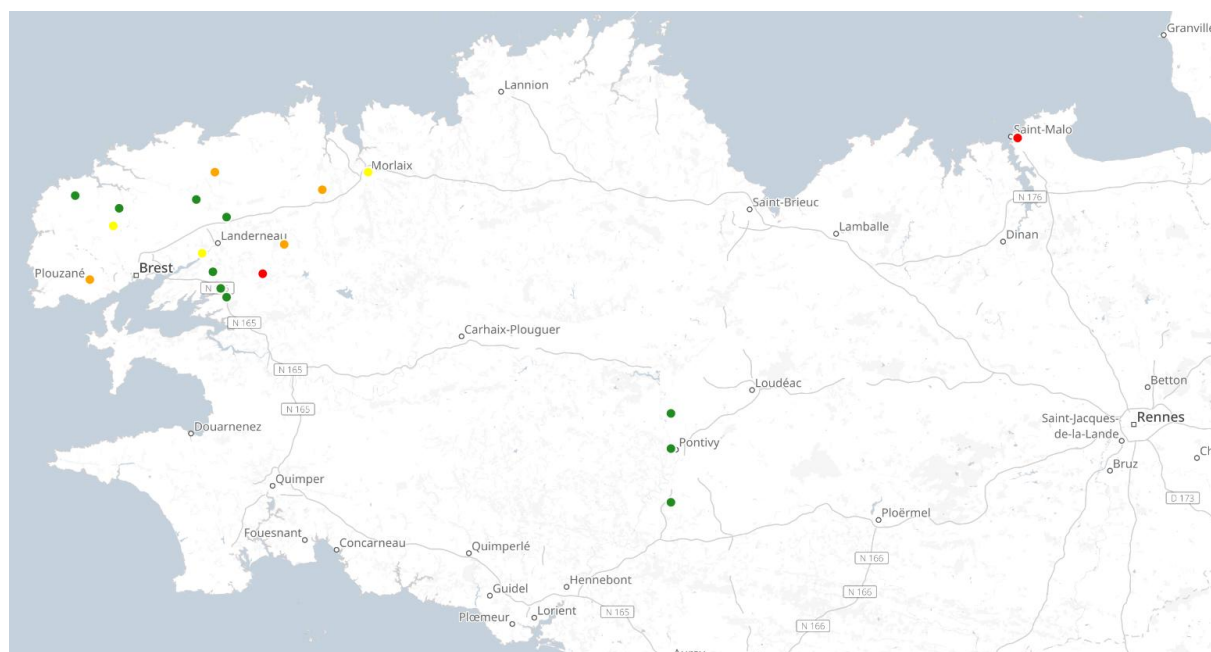 Granville
Lannion
Saint-Malo
Morlaix
N 176
Saint-Brieuc
Lamballe
Dinan
Landerneau
Plouzané
Brest
N 165
Carhaix-Plouguer
N 165
Loudéac
Betton
N 165
Saint-Jacques-
de-la-Lande
Rennes
Douarnenez
Pontivy
Bruz
Quimper
D 173
Ploërmel
Fouesnant
Concarneau
Quimperlé
N 166
Hennebont
Guidel
N 166
Lorient
N 165
Plœmeur
N 166